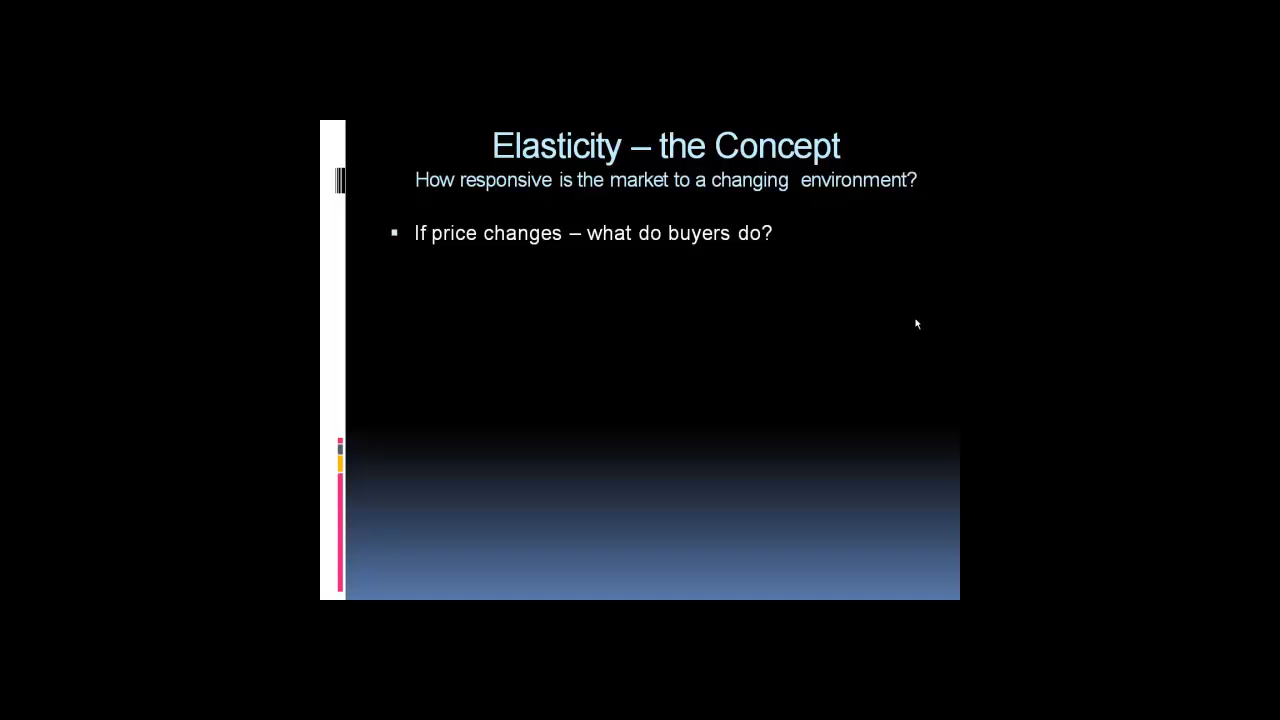 Elasticity – the Concept
How responsive is the market to a changing environment?
▪ If price changes – what do buyers do?